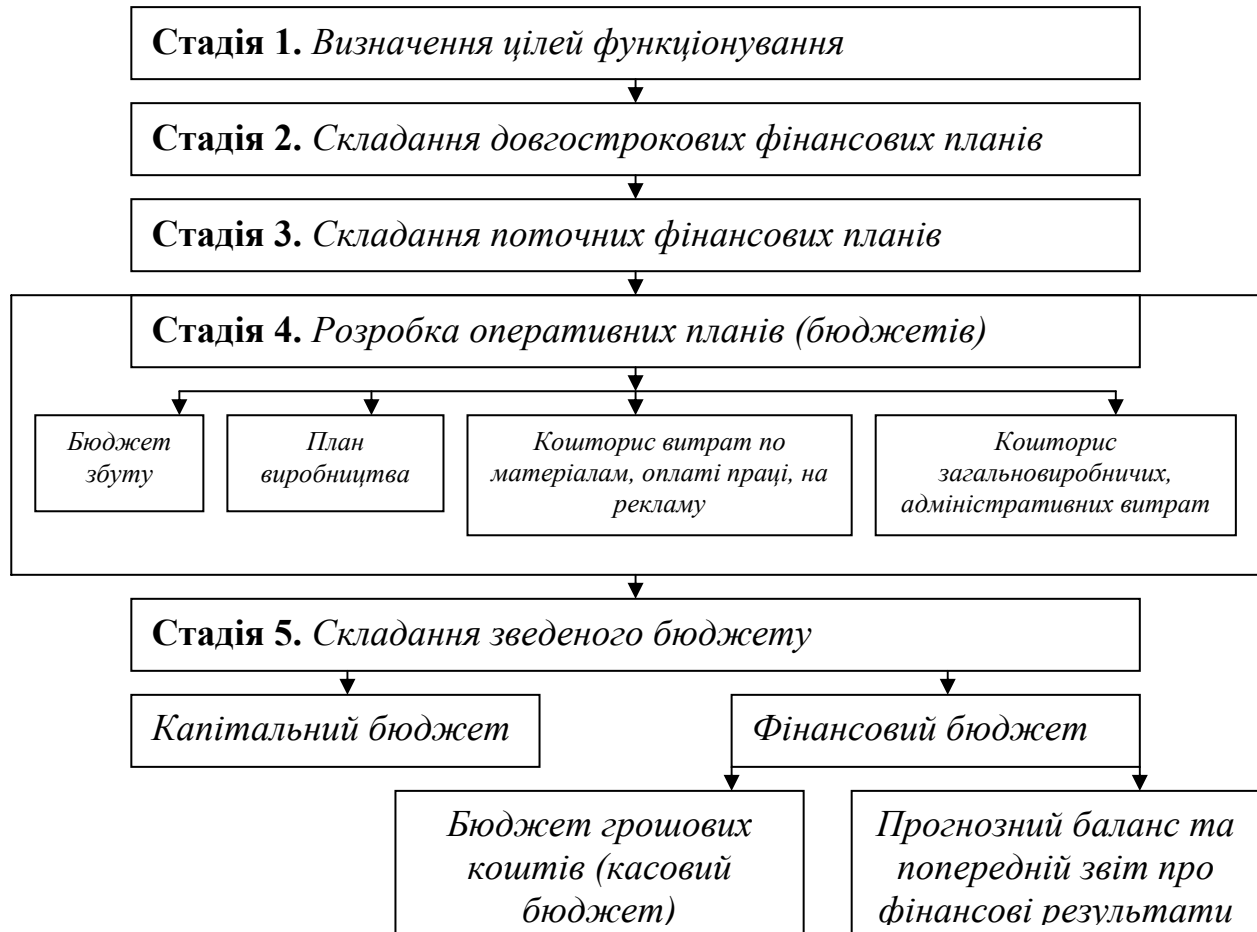 Стадія 1. Визначення цілей функціонування
Стадія 2. Складання довгострокових фінансових планів
Стадія 3. Складання поточних фінансових планів
Стадія 4. Розробка оперативних планів (бюджетів)
Бюджет
збуту
План
виробництва
Кошторис витрат по
матеріалам, оплаті праці, на
рекламу
Кошторис
загальновиробничих,
адміністративних витрат
Стадія 5. Складання зведеного бюджету
Капітальний бюджет
Фінансовий бюджет
Бюджет грошових
коштів (касовий
бюджет)
Прогнозний баланс та
попередній звіт про
фінансові результати